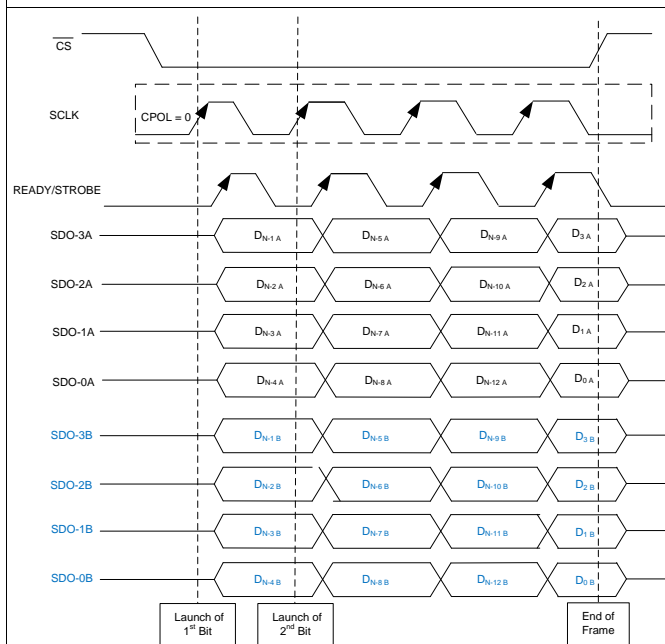 CS
SCLK CPOL = 0
READY/STROBE
SDO-3A DN-1 A DN-5 A DN-9 A D3 A
SDO-2A DN-2 A DN-6 A DN-10 A D2 A
SDO-1A DN-3 A DN-7 A DN-11 A D1 A
SDO-0A DN-4 A DN-8 A DN-12 A D0 A
SDO-3B DN-1 B DN-5 B DN-9 B D3 B
SDO-2B DN-2 B DN-6 B DN-10 B D2 B
SDO-1B DN-3 B DN-7 B DN-11 B D1 B
SDO-0B DN-4 B DN-8 B DN-12 B D0 B
Launch of
1st Bit
Launch of
2nd Bit
End of
Frame